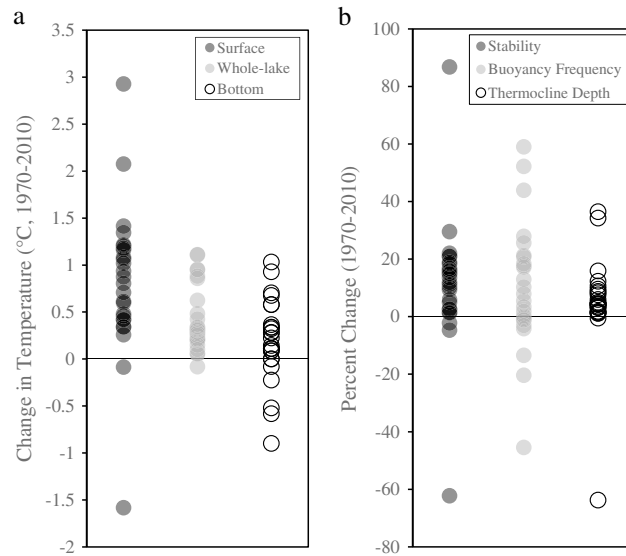 a
Change in Temperature (°C, 1970-2010)
3.5
3
2.5
2
1.5
1
0.5
0
-0.5
-1
-1.5
-2
Surface
Whole-lake
Bottom
b
Percent Change (1970-2010)
100
80
60
40
20
0
-20
-40
-60
-80
Stability
Buoyancy Frequency
Thermocline Depth